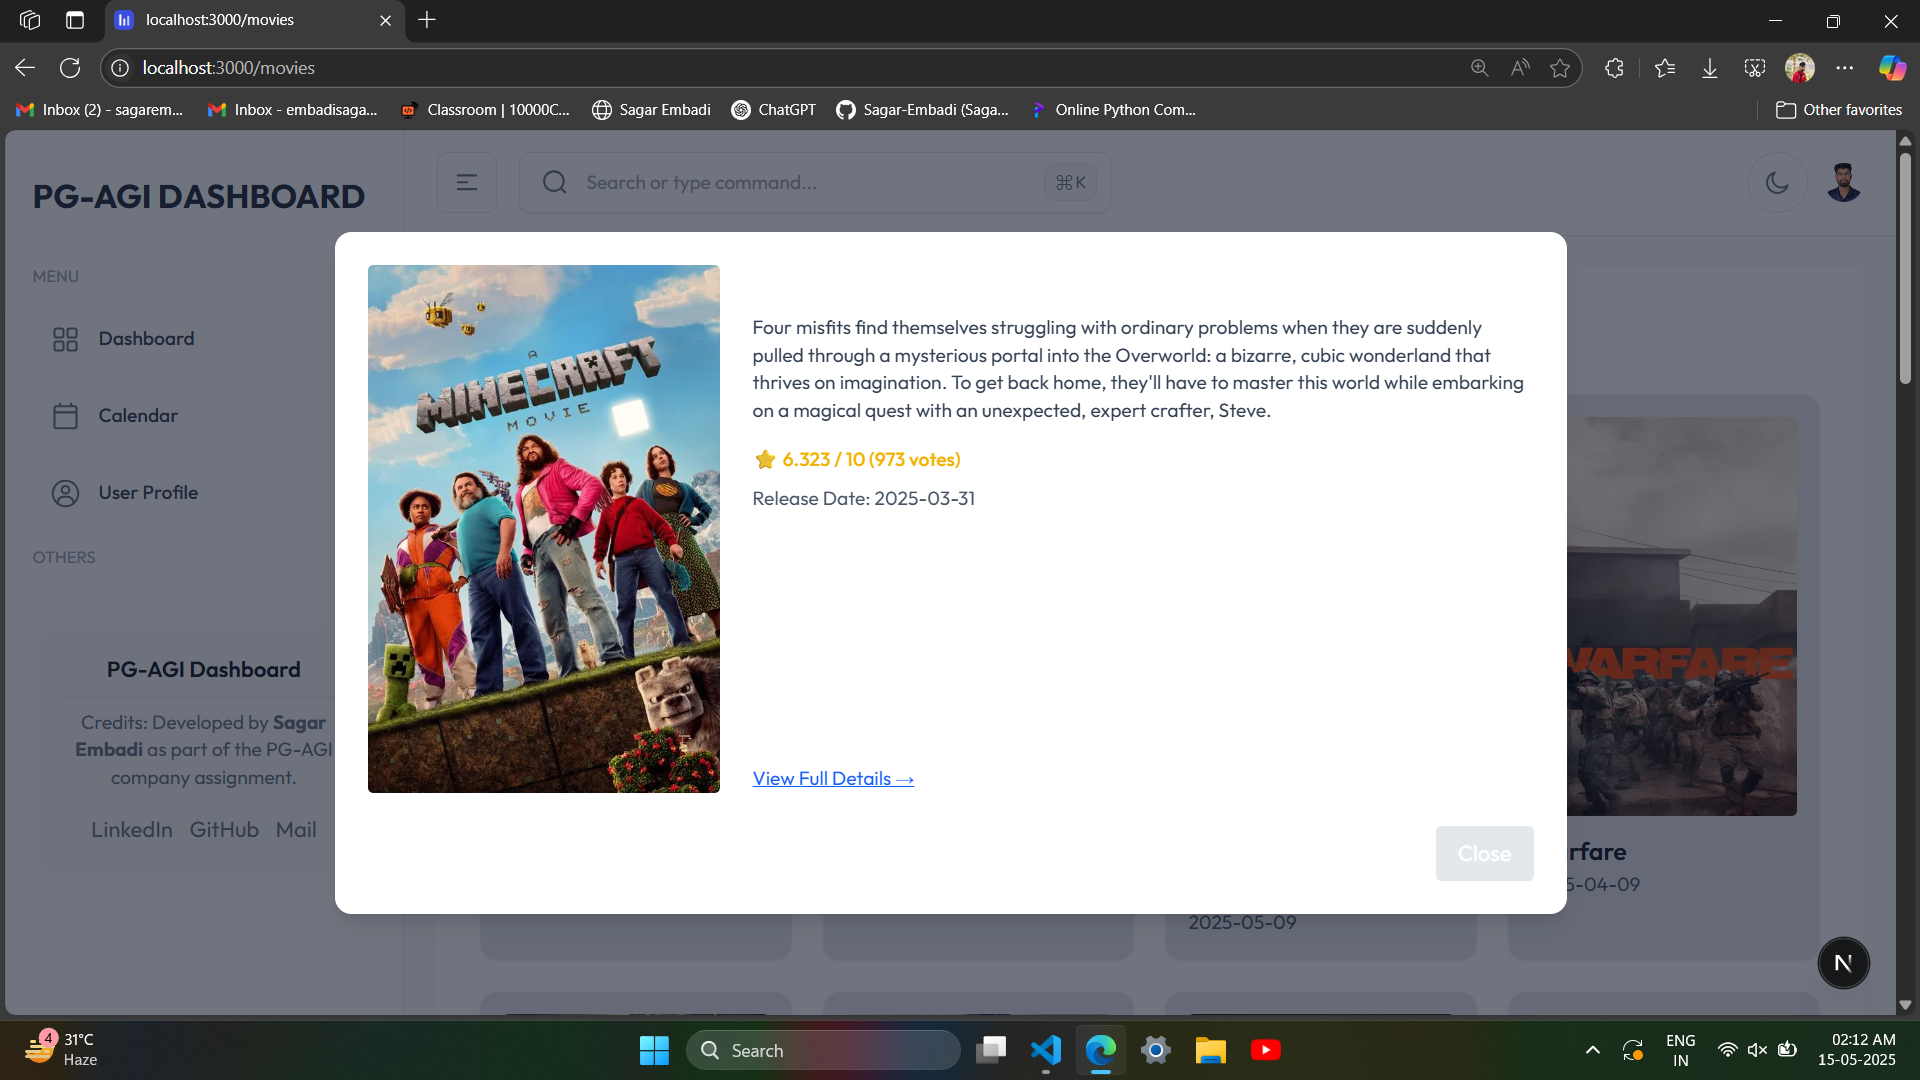 localhost:3000/movies
localhost:3000/movies
Inbox (2) - sagarem...
Inbox - embadisaga...
Classroom | 10000C...
Sagar Embadi
ChatGPT
Sagar-Embadi (Saga...
Online Python Com...
Other favorites
PG-AGI DASHBOARD
Search or type command...
⌘K
MENU
Dashboard
Calendar
User Profile
OTHERS
PG-AGI Dashboard
Credits: Developed by Sagar
Embadi as part of the PG-AGI
company assignment.
LinkedIn GitHub Mail
A
MINECRAFT
MOVIE
Four misfits find themselves struggling with ordinary problems when they are suddenly
pulled through a mysterious portal into the Overworld: a bizarre, cubic wonderland that
thrives on imagination. To get back home, they'll have to master this world while embarking
on a magical quest with an unexpected, expert crafter, Steve.
6.323 / 10 (973 votes)
Release Date: 2025-03-31
View Full Details →
Close
WARFARE
rfare
5-04-09
2025-05-09
N
4
31°C
Haze
Search
ENG
IN
02:12 AM
15-05-2025